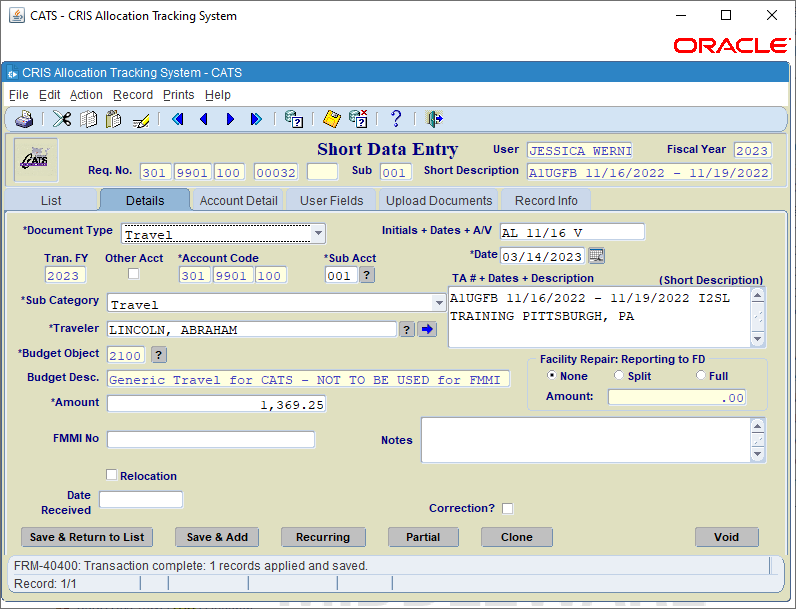 CATS - CRIS Allocation Tracking System
ORACLE
CRIS Allocation Tracking System - CATS
File Edit Action Record Prints Help
CATS
Short Data Entry
User JESSICA WERNI
Fiscal Year 2023
Req. No. 301 9901 100 00032
Sub 001
Short Description A1UGFB 11/16/2022 - 11/19/2022
List Details Account Detail User Fields Upload Documents Record Info
*Document Type Travel
Initials + Dates + A/V AL 11/16 V
*Date 03/14/2023
Tran. FY Other Acct *Account Code *Sub Acct
2023 301 9901 100 001 ?
TA # + Dates + Description (Short Description)
A1UGFB 11/16/2022 - 11/19/2022 I2SL
TRAINING PITTSBURGH, PA
*Sub Category Travel
*Traveler LINCOLN, ABRAHAM ?
*Budget Object 2100 ?
Budget Desc. Generic Travel for CATS - NOT TO BE USED for FMMI
*Amount 1,369.25
Facility Repair: Reporting to FD
None Split Full
Amount: .00
FMMI No
Notes
Relocation
Date
Received
Correction?
Save & Return to List Save & Add Recurring Partial Clone Void
FRM-40400: Transaction complete: 1 records applied and saved.
Record: 1/1